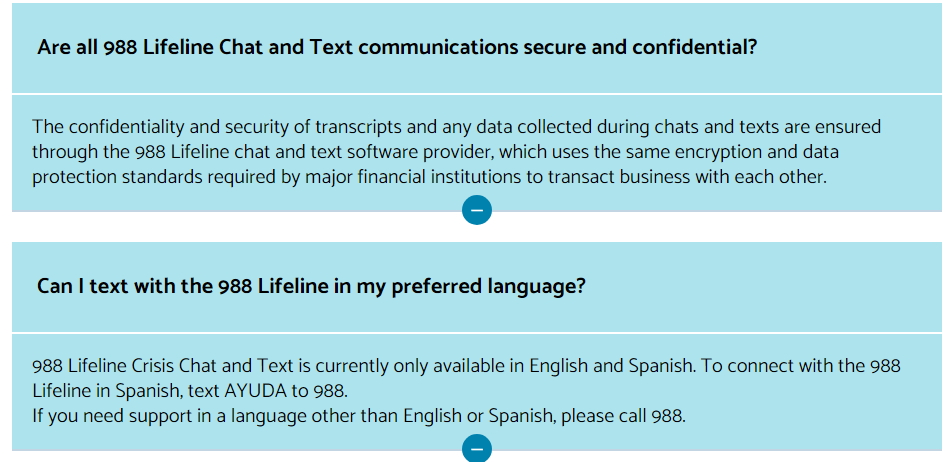 Are all 988 Lifeline Chat and Text communications secure and confidential?
The confidentiality and security of transcripts and any data collected during chats and texts are ensured
through the 988 Lifeline chat and text software provider, which uses the same encryption and data
protection standards required by major financial institutions to transact business with each other.
Can I text with the 988 Lifeline in my preferred language?
988 Lifeline Crisis Chat and Text is currently only available in English and Spanish. To connect with the 988
Lifeline in Spanish, text AYUDA to 988.
If you need support in a language other than English or Spanish, please call 988.